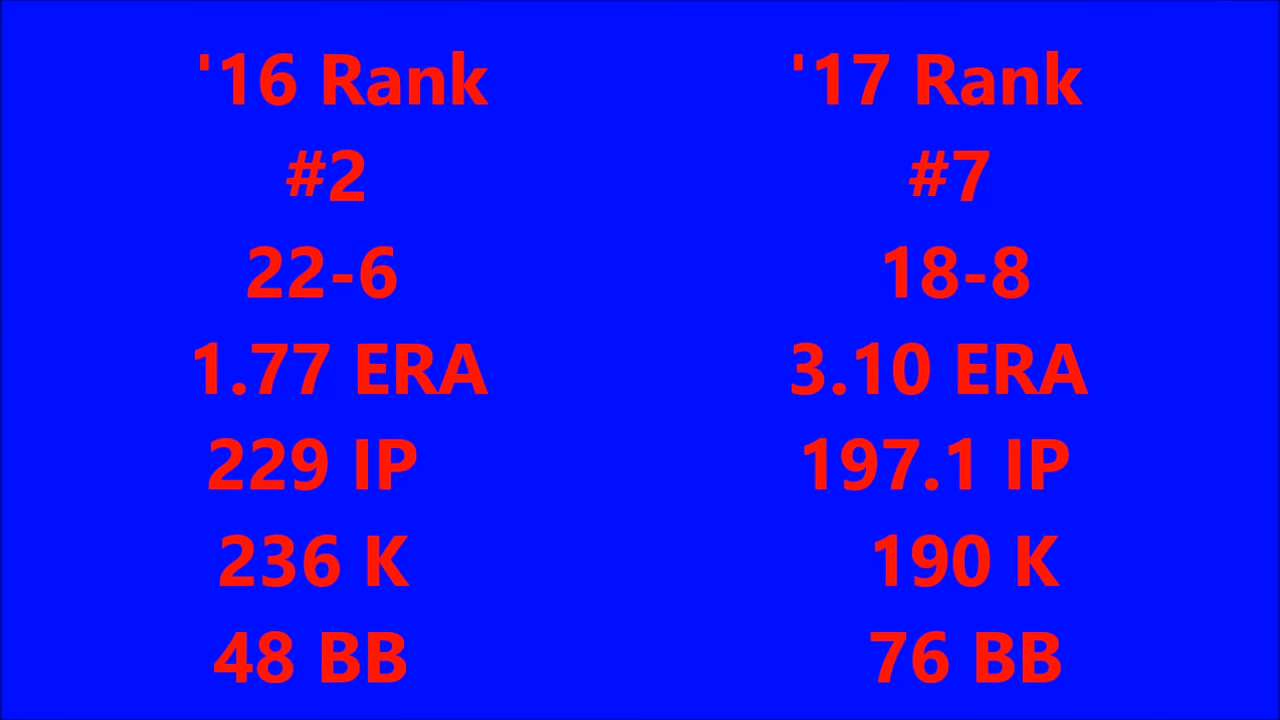 '16 Rank
#2
22-6
1.77 ERA
229 IP
236 K
48 BB
'17 Rank
#7
18-8
3.10 ERA
197.1 IP
190 K
76 BB